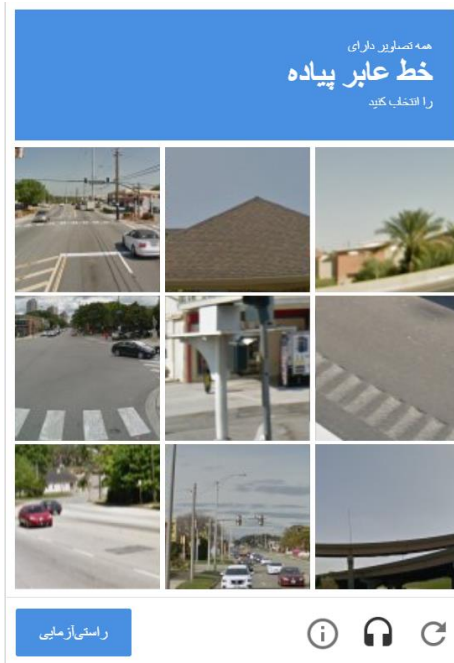 همه تصاویر دارای
خط عابر پیاده
را انتخاب کنید
راستی‌آزمایی